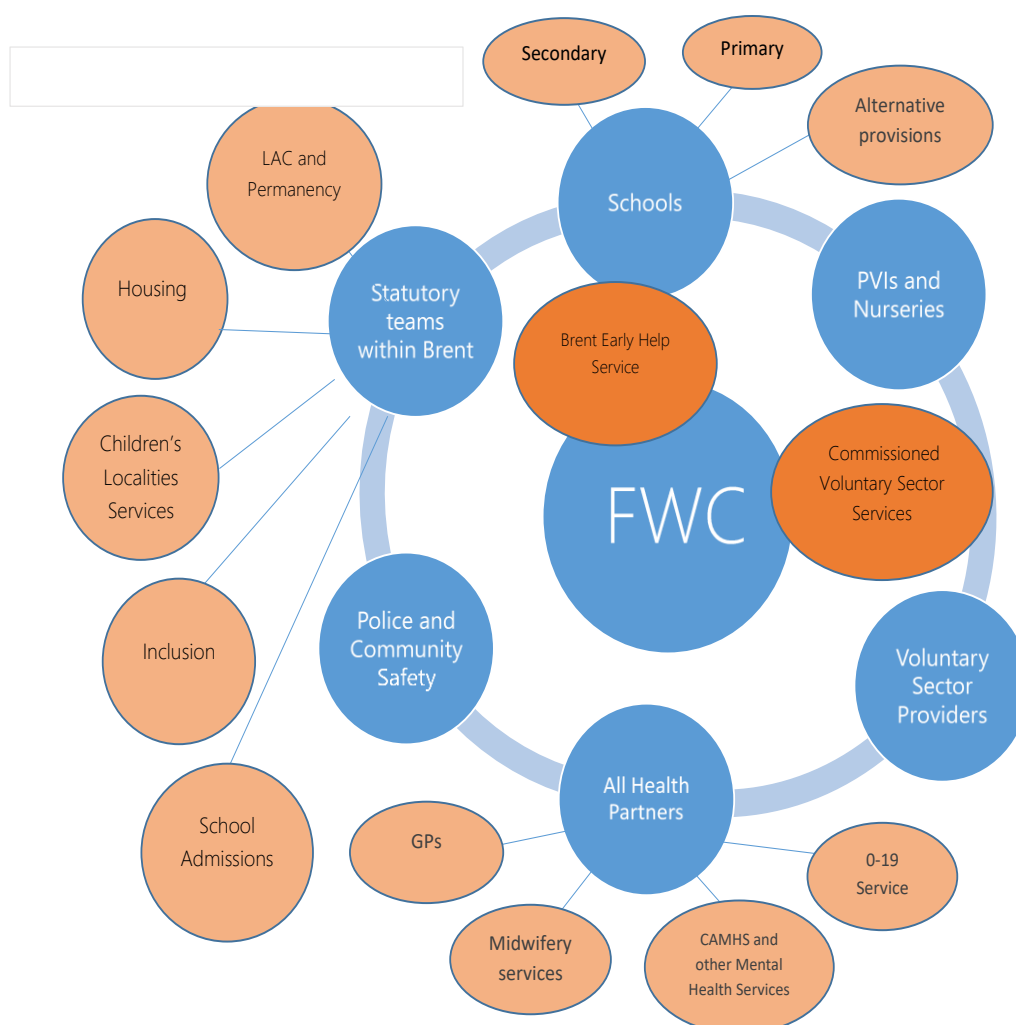 Secondary
Primary
Alternative
provisions
LAC and
Permanency
Schools
Housing
Statutory
teams
within Brent
PVIs and
Nurseries
Brent Early Help
Service
Children's
Localities
Services
Commissioned
Voluntary Sector
Services
FWC
Inclusion
Police and
Community
Safety
Voluntary
Sector
Providers
All Health
Partners
School
Admissions
GPs
0-19
Service
Midwifery
services
CAMHS and
other Mental
Health Services